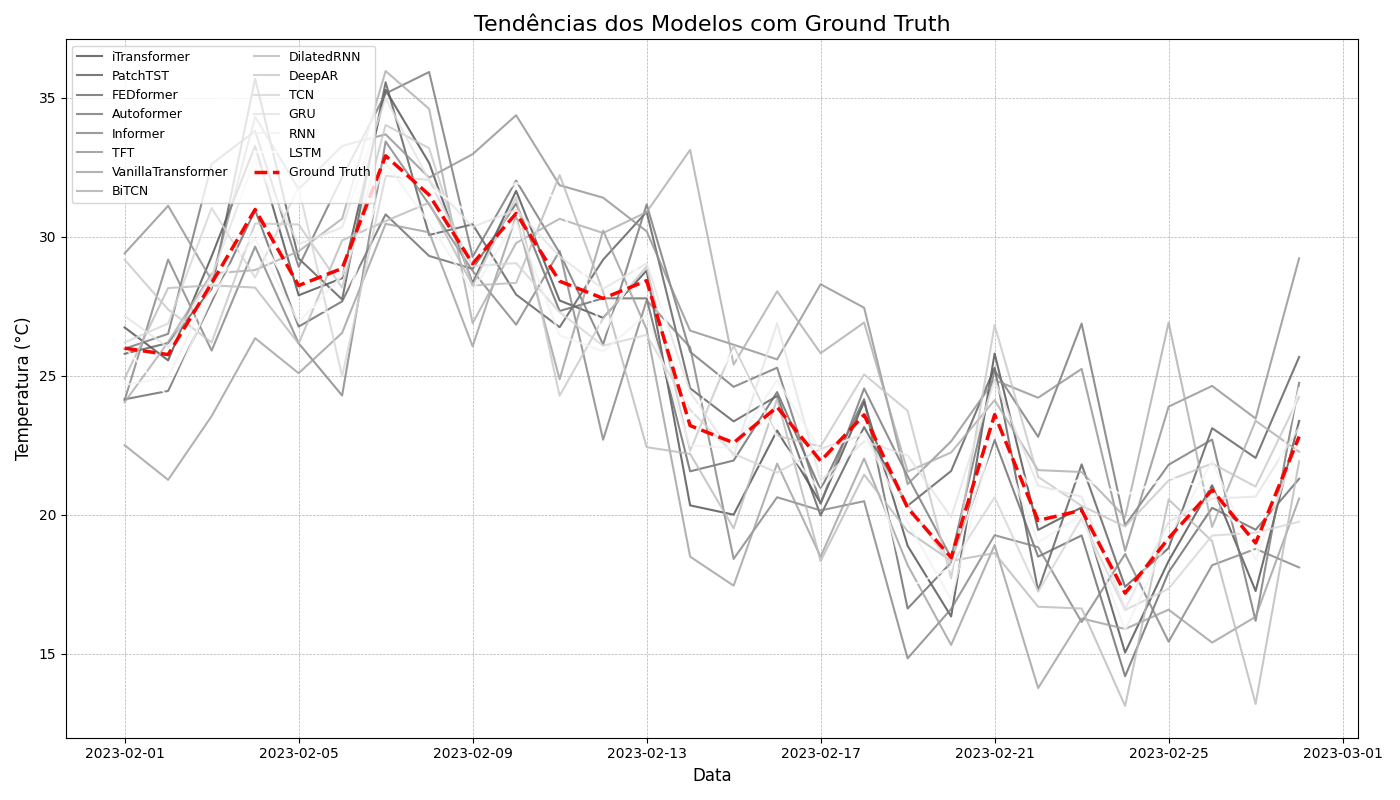 Tendências dos Modelos com Ground Truth
iTransformer
PatchTST
FEDformer
Autoformer
Informer
TFT
VanillaTransformer
BiTCN
DilatedRNN
DeepAR
TCN
GRU
RNN
LSTM
Ground Truth
Temperatura (°C)
35
30
25
20
15
2023-02-01
2023-02-05
2023-02-09
2023-02-13
2023-02-17
2023-02-21
2023-02-25
2023-03-01
Data